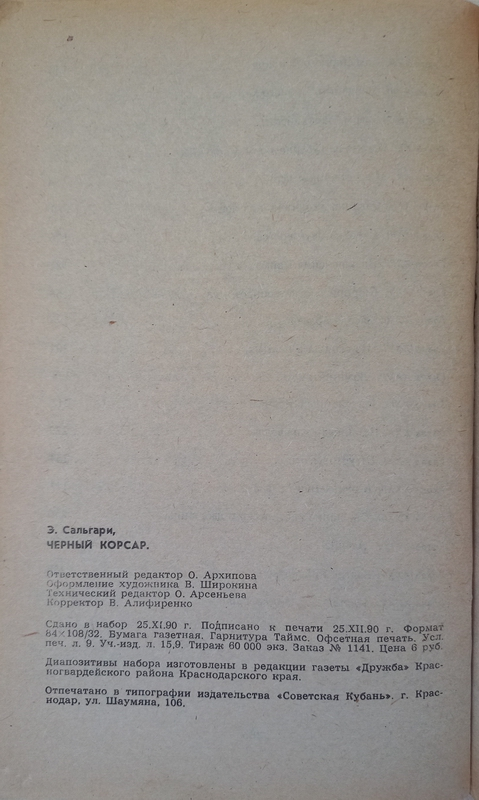 Э. Сальгари,
ЧЕРНЫЙ КОРСАР.
Ответственный редактор О. Архипова
Оформление художника В. Широкина
Технический редактор О. Арсеньева
Корректор В. Алифиренко
Сдано в набор 25.XI.90 г. Подписано к печати 25.XII.90 г. Формат
84×108/32. Бумага газетная. Гарнитура Таймс. Офсетная печать. Усл.
печ. л. 9. Уч.-изд. л. 15,9. Тираж 60 000 экз. Заказ № 1141. Цена 6 руб.
Диапозитивы набора изготовлены в редакции газеты «Дружба» Крас-
ногвардейского района Краснодарского края.
Отпечатано в типографии издательства «Советская Кубань». г. Крас-
нодар, ул. Шаумяна, 106.